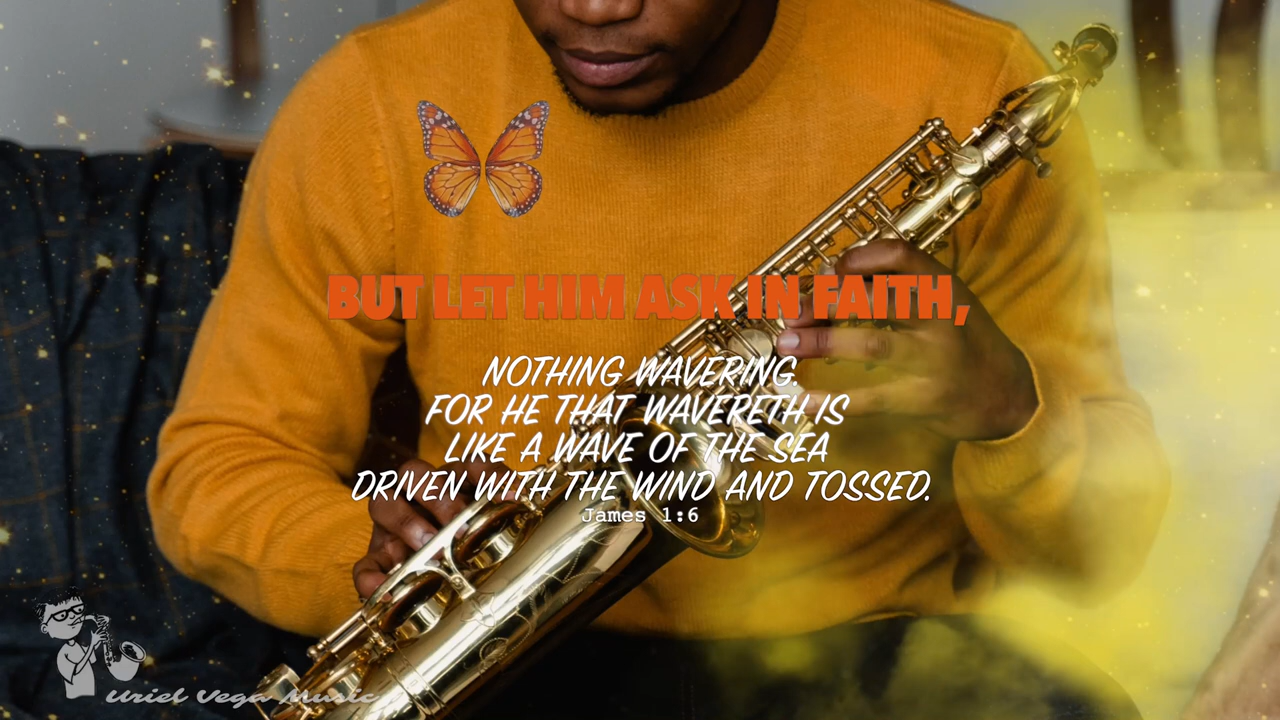 BUT LET HIM ASK IN FAITH,
NOTHING WAVERING.
FOR HE THAT WAVERETH IS
LIKE A WAVE OF THE SEA
DRIVEN WITH THE WIND AND TOSSED.
James 1:6
Uriel Vega Music